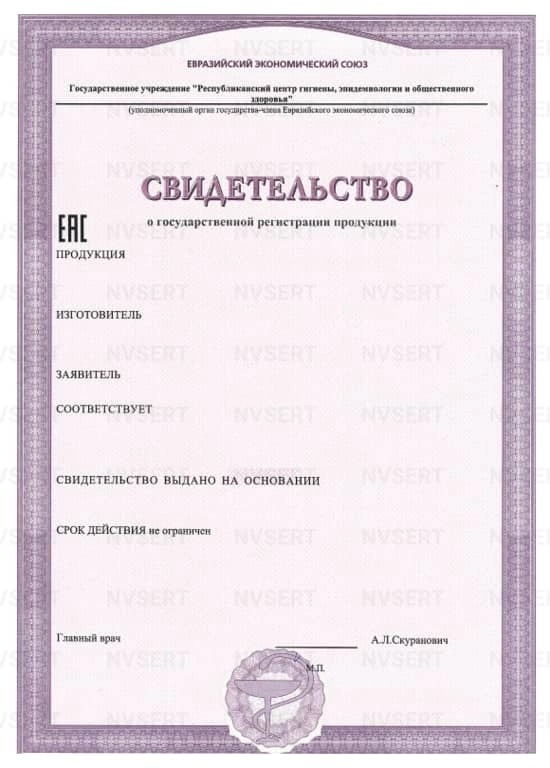 ЕВРАЗИЙСКИЙ ЭКОНОМИЧЕСКИЙ СОЮЗ
Государственное учреждение "Республиканский центр гигиены, эпидемиологии и общественного
здоровья"
(уполномоченный орган государства-члена Евразийского экономического союза)
СВИДЕТЕЛЬСТВО
о государственной регистрации продукции
ЕАС
ПРОДУКЦИЯ
ИЗГОТОВИТЕЛЬ
ЗАЯВИТЕЛЬ
СООТВЕТСТВУЕТ
СВИДЕТЕЛЬСТВО ВЫДАНО НА ОСНОВАНИИ
СРОК ДЕЙСТВИЯ не ограничен
Главный врач
А.Л.Скуранович
М.П.
NVSERT